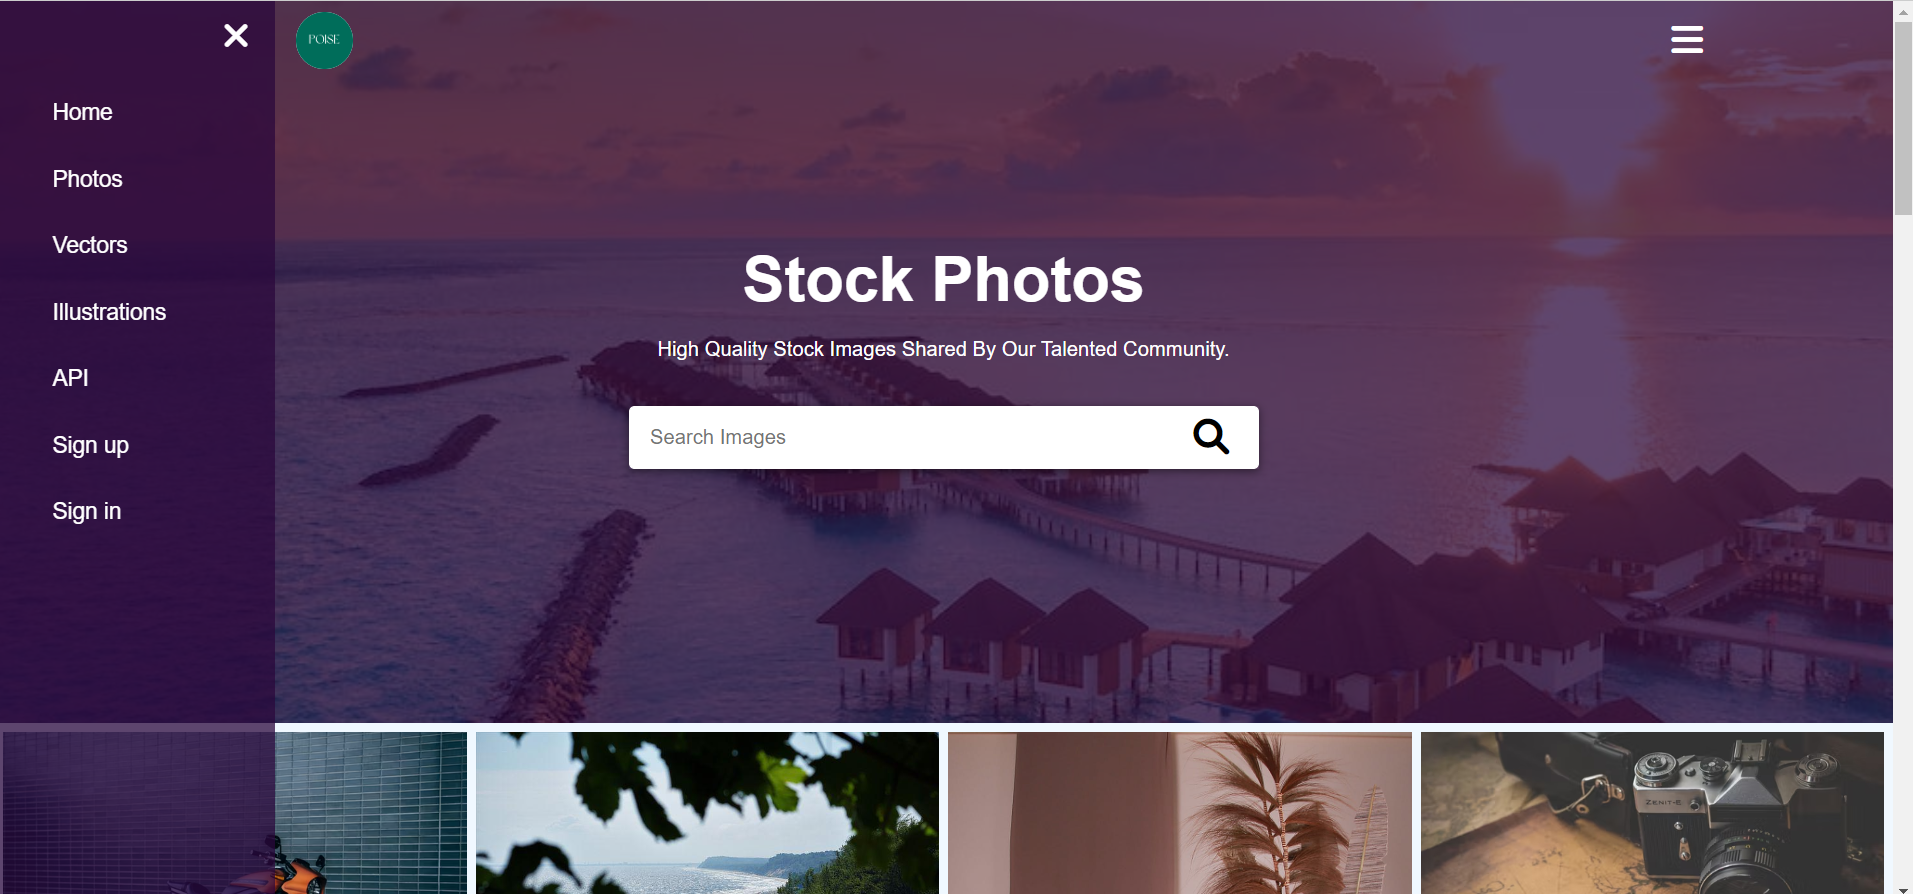 POISE
Home
Photos
Vectors
Illustrations
API
Sign up
Sign in
Stock Photos
High Quality Stock Images Shared By Our Talented Community.
Search Images
ZENIT-E